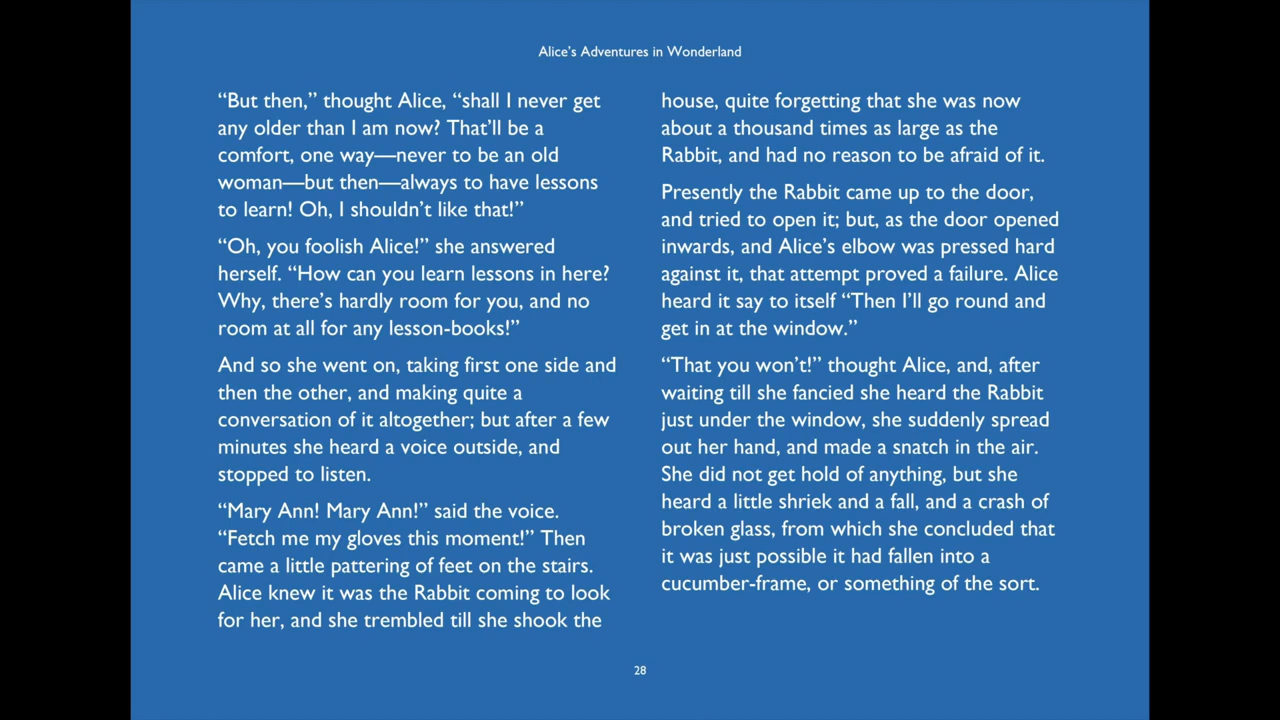 Alice’s Adventures in Wonderland
“But then,” thought Alice, “shall I never get
any older than I am now? That’ll be a
comfort, one way—never to be an old
woman—but then—always to have lessons
to learn! Oh, I shouldn’t like that!”
“Oh, you foolish Alice!” she answered
herself. “How can you learn lessons in here?
Why, there’s hardly room for you, and no
room at all for any lesson-books!”
And so she went on, taking first one side and
then the other, and making quite a
conversation of it altogether; but after a few
minutes she heard a voice outside, and
stopped to listen.
“Mary Ann! Mary Ann!” said the voice.
“Fetch me my gloves this moment!” Then
came a little pattering of feet on the stairs.
Alice knew it was the Rabbit coming to look
for her, and she trembled till she shook the
house, quite forgetting that she was now
about a thousand times as large as the
Rabbit, and had no reason to be afraid of it.
Presently the Rabbit came up to the door,
and tried to open it; but, as the door opened
inwards, and Alice’s elbow was pressed hard
against it, that attempt proved a failure. Alice
heard it say to itself “Then I’ll go round and
get in at the window.”
“That you won’t!” thought Alice, and, after
waiting till she fancied she heard the Rabbit
just under the window, she suddenly spread
out her hand, and made a snatch in the air.
She did not get hold of anything, but she
heard a little shriek and a fall, and a crash of
broken glass, from which she concluded that
it was just possible it had fallen into a
cucumber-frame, or something of the sort.
28